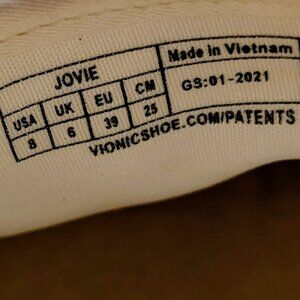 JOVIE
USA UK EU CM
8 6 39 25
Made in Vietnam
GS:01-2021
VIONICSHOE.COM/PATENTS